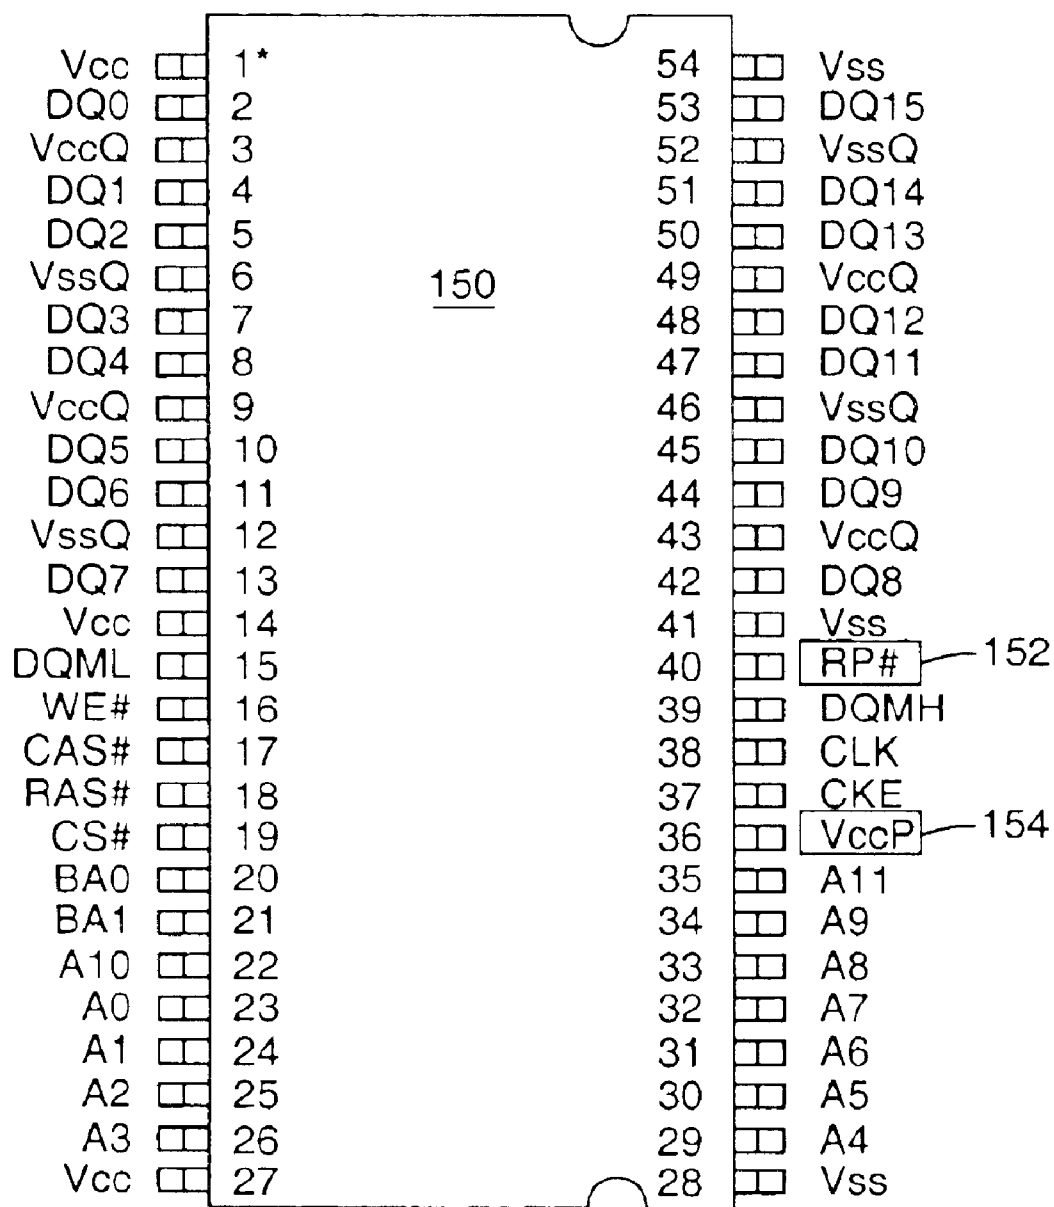 Vcc 1* 54 Vss
DQ0 2 53 DQ15
VccQ 3 52 VssQ
DQ1 4 51 DQ14
DQ2 5 50 DQ13
VssQ 6 150 49 VccQ
DQ3 7 48 DQ12
DQ4 8 47 DQ11
VccQ 9 46 VssQ
DQ5 10 45 DQ10
DQ6 11 44 DQ9
VssQ 12 43 VccQ
DQ7 13 42 DQ8
Vcc 14 41 Vss
DQML 15 40 RP# 152
WE# 16 39 DQMH
CAS# 17 38 CLK
RAS# 18 37 CKE
CS# 19 36 VccP 154
BA0 20 35 A11
BA1 21 34 A9
A10 22 33 A8
A0 23 32 A7
A1 24 31 A6
A2 25 30 A5
A3 26 29 A4
Vcc 27 28 Vss